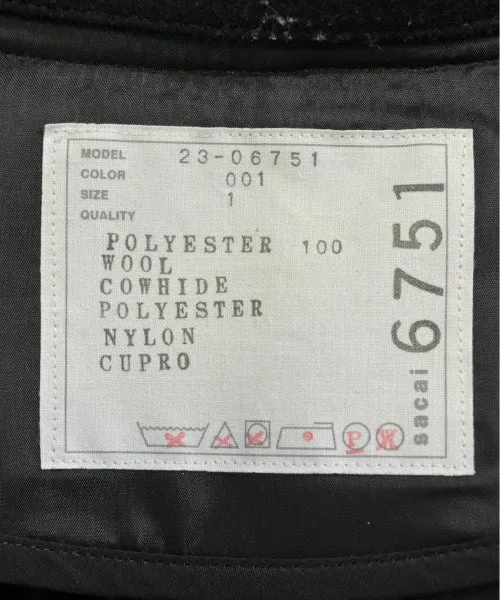 MODEL 23-06751
COLOR 001
SIZE 1
QUALITY
POLYESTER 100
WOOL
COWHIDE
POLYESTER
NYLON
CUPRO
P W
sacai 6751